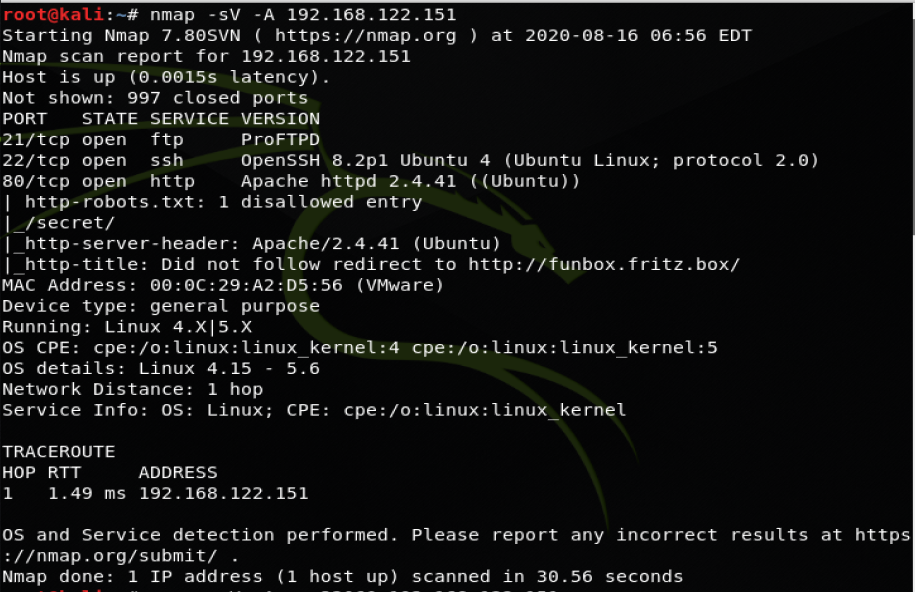 root@kali:~# nmap -sV -A 192.168.122.151
Starting Nmap 7.80SVN ( https://nmap.org ) at 2020-08-16 06:56 EDT
Nmap scan report for 192.168.122.151
Host is up (0.0015s latency).
Not shown: 997 closed ports
PORT   STATE SERVICE VERSION
21/tcp open  ftp     ProFTPD
22/tcp open  ssh     OpenSSH 8.2p1 Ubuntu 4 (Ubuntu Linux; protocol 2.0)
80/tcp open  http    Apache httpd 2.4.41 ((Ubuntu))
| http-robots.txt: 1 disallowed entry
|_/secret/
|_http-server-header: Apache/2.4.41 (Ubuntu)
|_http-title: Did not follow redirect to http://funbox.fritz.box/
MAC Address: 00:0C:29:A2:D5:56 (VMware)
Device type: general purpose
Running: Linux 4.X|5.X
OS CPE: cpe:/o:linux:linux_kernel:4 cpe:/o:linux:linux_kernel:5
OS details: Linux 4.15 - 5.6
Network Distance: 1 hop
Service Info: OS: Linux; CPE: cpe:/o:linux:linux_kernel
TRACEROUTE
HOP RTT     ADDRESS
1   1.49 ms 192.168.122.151
OS and Service detection performed. Please report any incorrect results at https
://nmap.org/submit/ .
Nmap done: 1 IP address (1 host up) scanned in 30.56 seconds